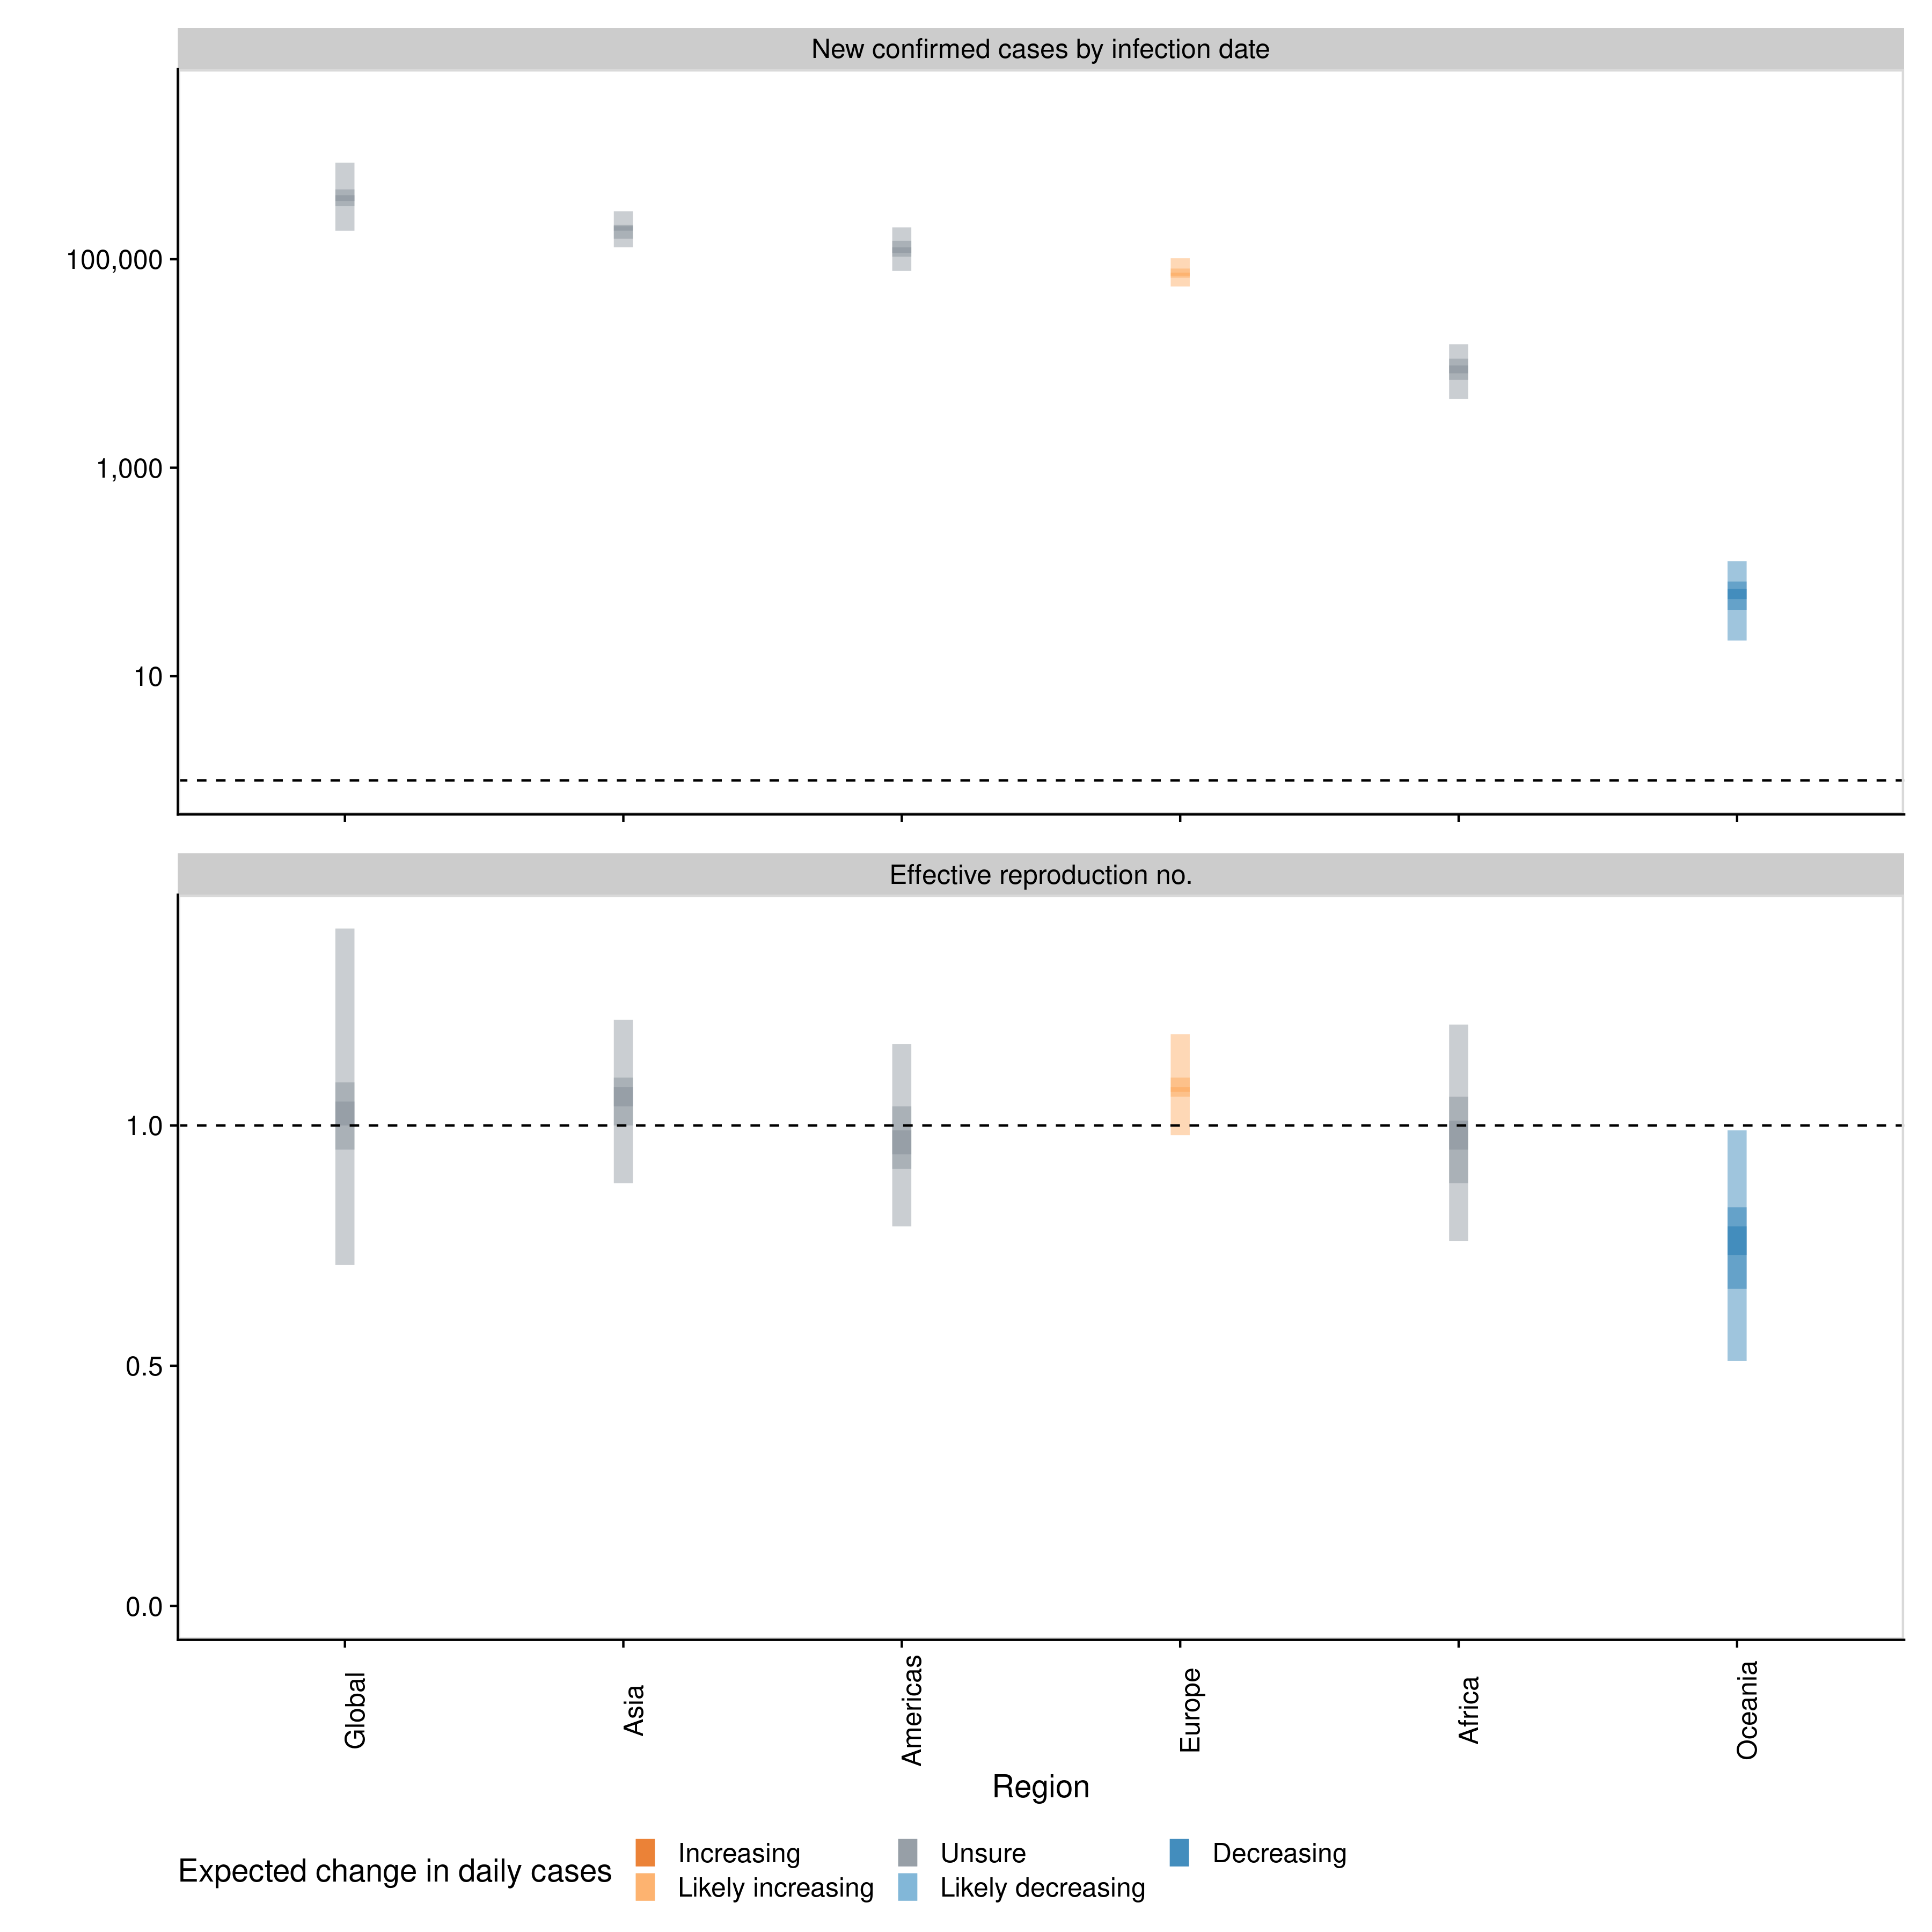 New confirmed cases by infection date
100,000
1,000
10
Effective reproduction no.
1.0
0.5
0.0
Global
Asia
Americas
Europe
Africa
Oceania
Region
Expected change in daily cases
Increasing
Likely increasing
Unsure
Likely decreasing
Decreasing